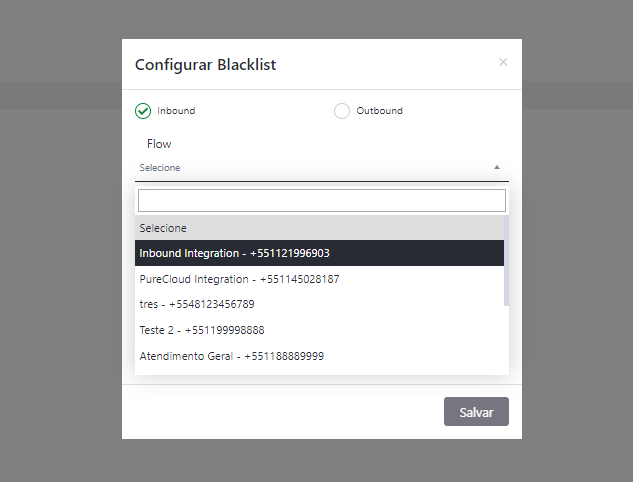 Configurar Blacklist
×
Inbound
Outbound
Flow
Selecione
Selecione
Inbound Integration - +551121996903
PureCloud Integration - +551145028187
tres - +5548123456789
Teste 2 - +551199998888
Atendimento Geral - +551188889999
Salvar